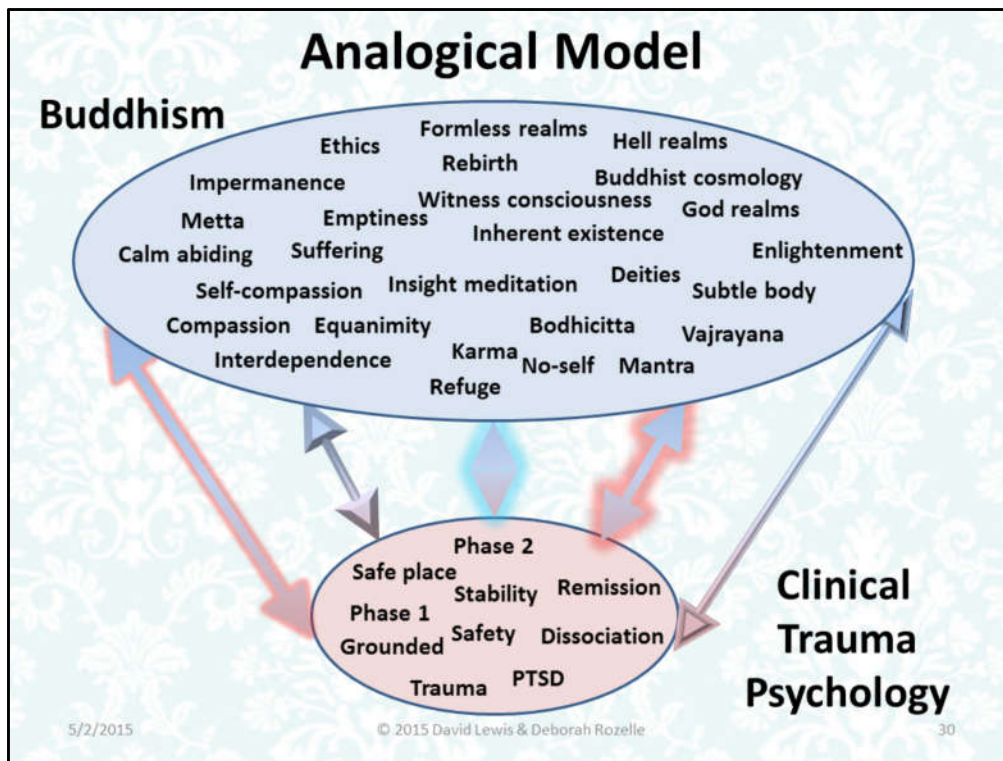 Analogical Model
Buddhism
Formless realms
Ethics
Hell realms
Rebirth
Impermanence
Buddhist cosmology
Witness consciousness
God realms
Metta
Emptiness
Inherent existence
Calm abiding
Suffering
Enlightenment
Deities
Self-compassion
Insight meditation
Subtle body
Compassion
Equanimity
Bodhicitta
Vajrayana
Interdependence
Karma
No-self
Mantra
Refuge
Phase 2
Safe place
Stability
Remission
Phase 1
Grounded
Safety
Dissociation
Trauma
PTSD
Clinical
Trauma
Psychology
5/2/2015
© 2015 David Lewis & Deborah Rozelle
30